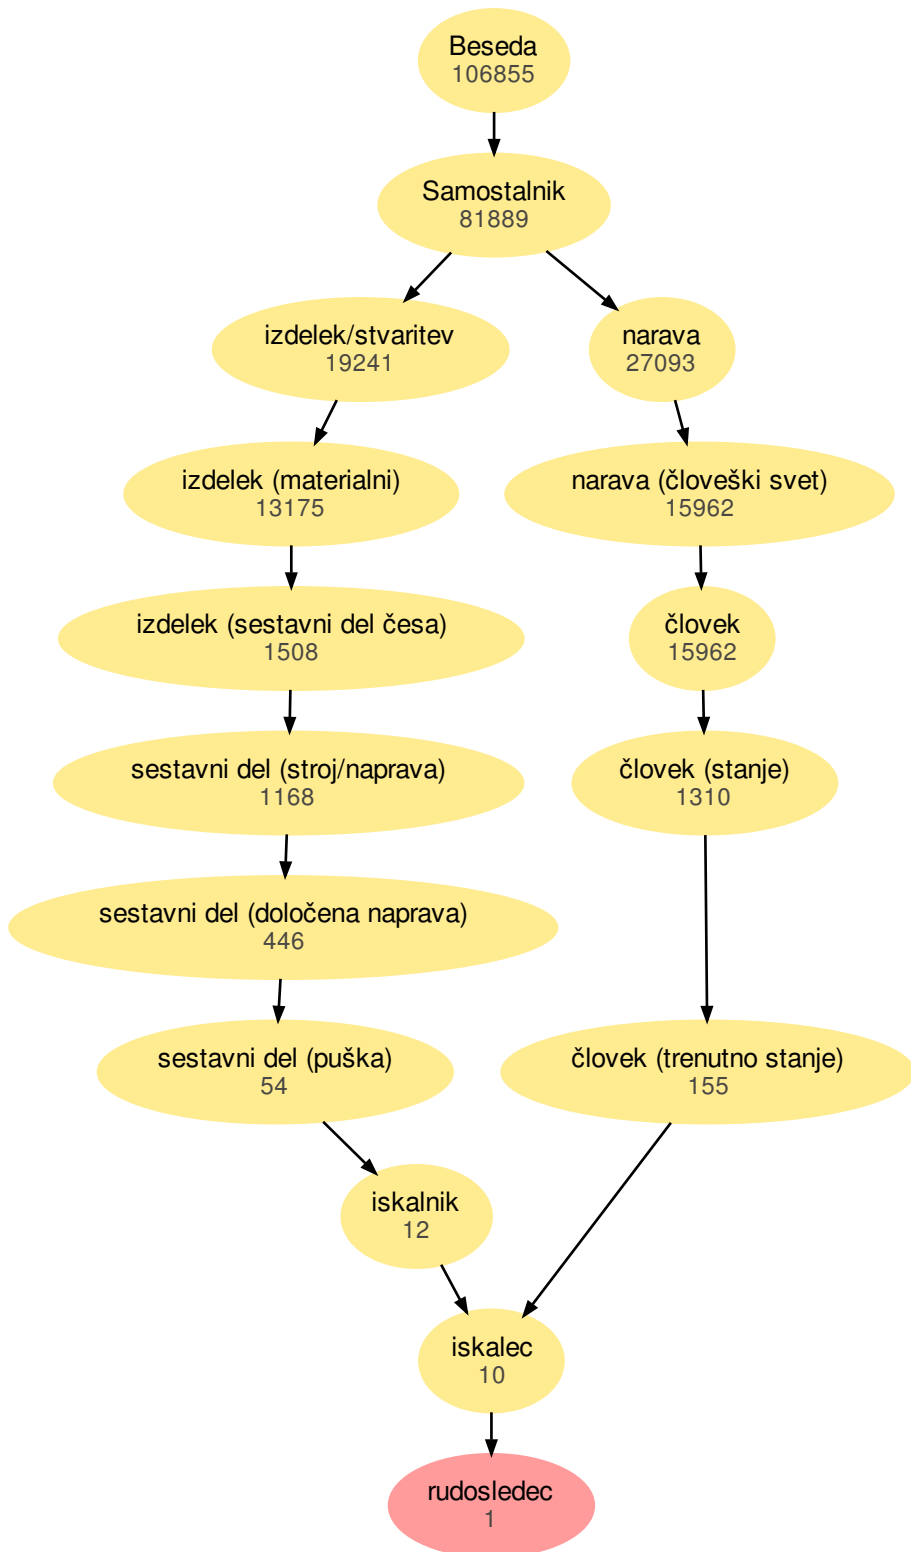 Beseda
106855
Samostalnik
81889
izdelek/stvaritev
19241
narava
27093
izdelek (materialni)
13175
narava (človeški svet)
15962
izdelek (sestavni del česa)
1508
človek
15962
sestavni del (stroj/naprava)
1168
človek (stanje)
1310
sestavni del (določena naprava)
446
sestavni del (puška)
54
človek (trenutno stanje)
155
iskalnik
12
iskalec
10
rudosledec
1